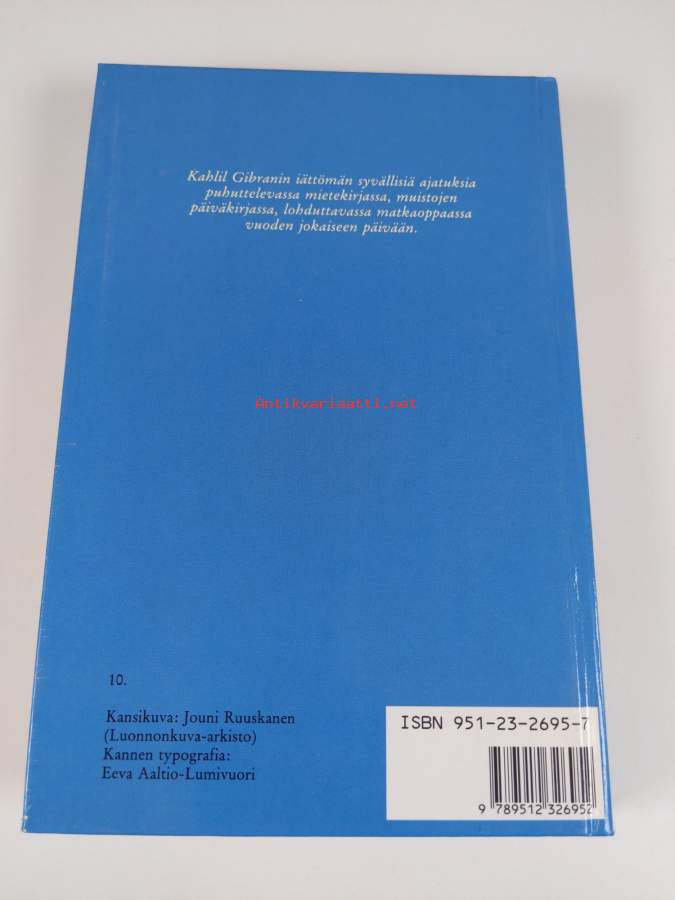 Kahlil Gibranin iättömän syvällisiä ajatuksia
puhuttelevassa mietekirjassa, muistojen
päiväkirjassa, lohduttavassa matkaoppaassa
vuoden jokaiseen päivään.
Antikvariaatti.net
10.
Kansikuva: Jouni Ruuskanen
(Luonnonkuva-arkisto)
Kannen typografia:
Eeva Aaltio-Lumivuori
ISBN 951-23-2695-7
9 789512 326952